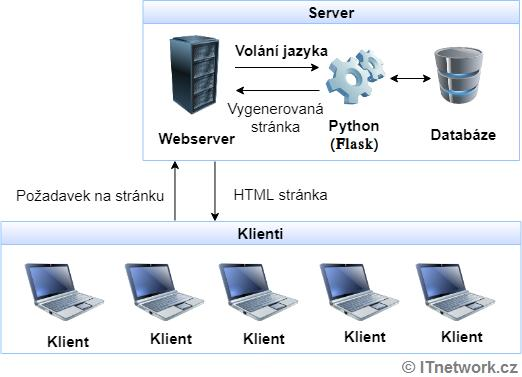 Server
Volání jazyka
Vygenerovaná
stránka
Webserver
Python
(Flask)
Databáze
Požadavek na stránku
HTML stránka
Klienti
Klient
Klient
Klient
Klient
Klient
© ITnetwork.cz